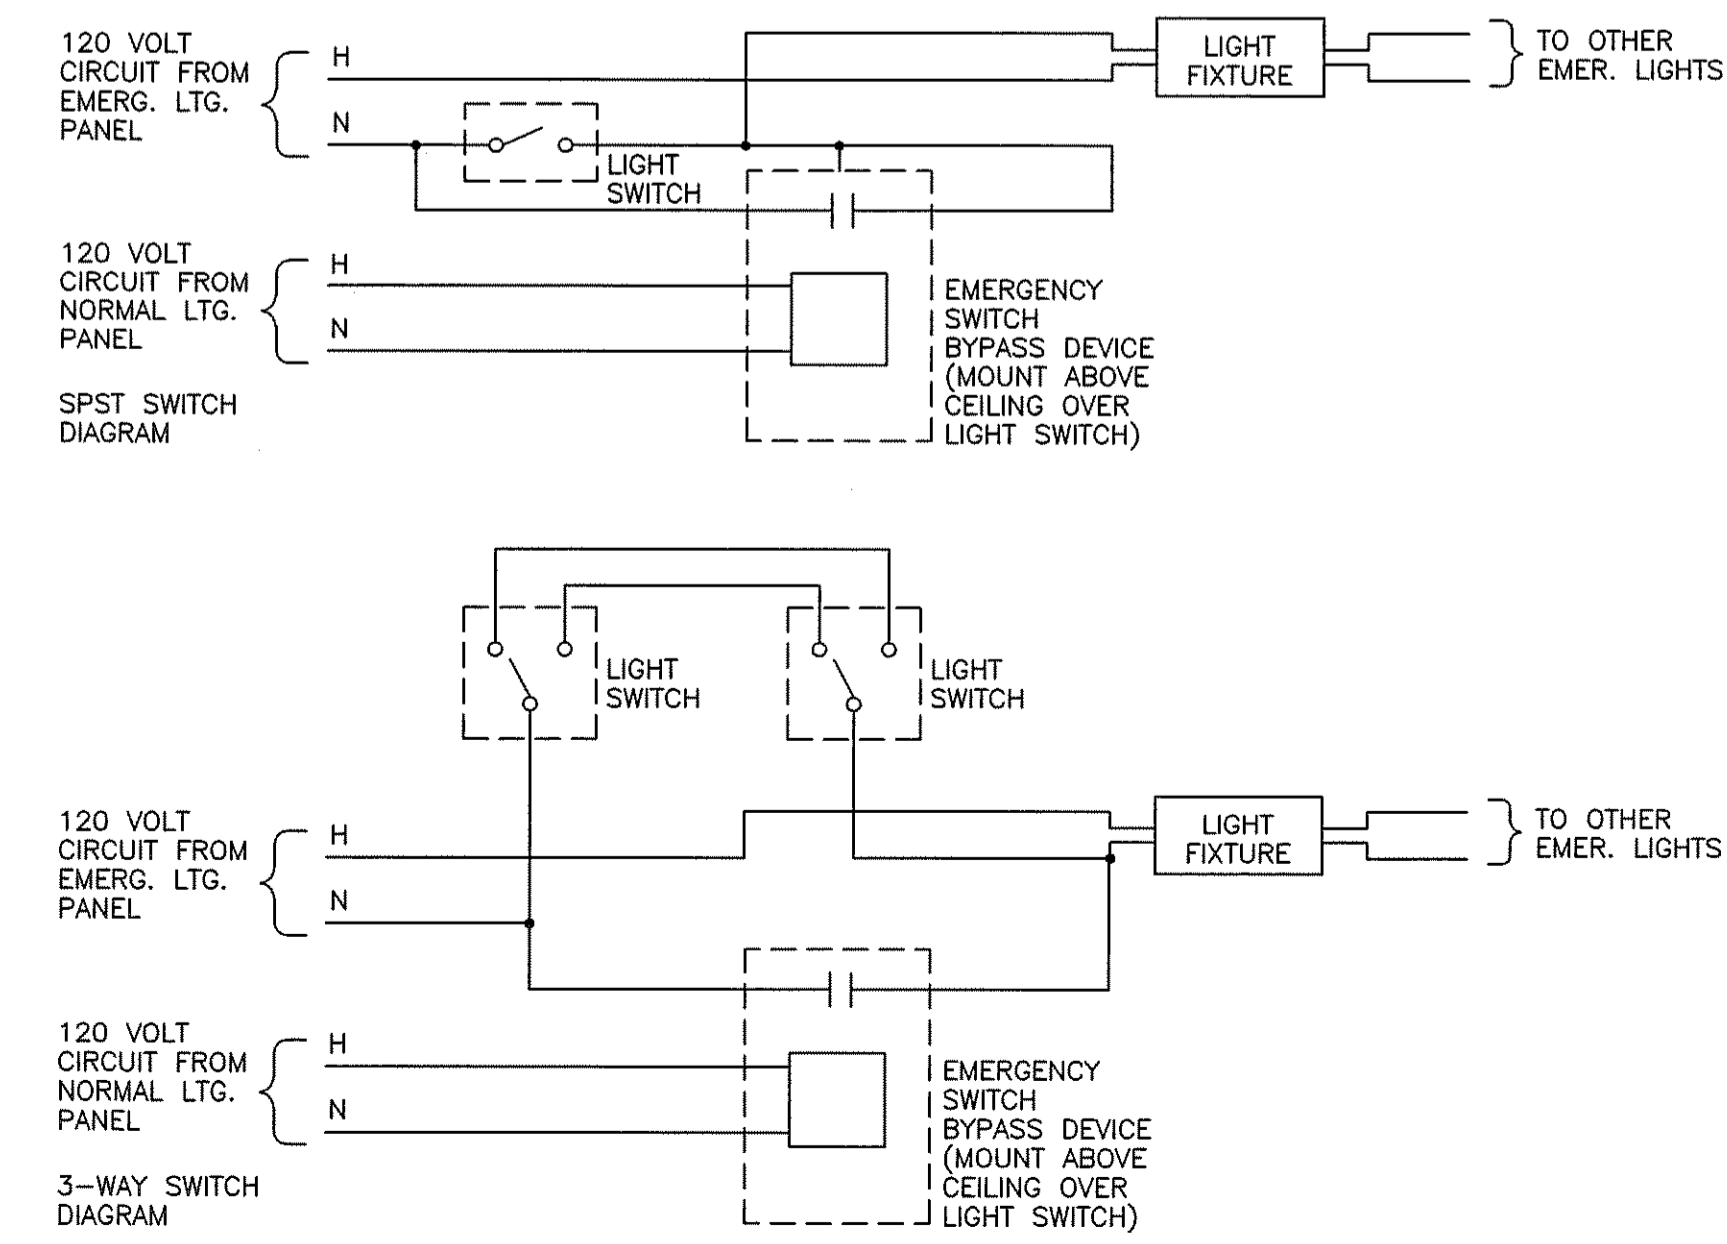 120 VOLT
CIRCUIT FROM
EMERG. LTG.
PANEL
H
N
LIGHT
SWITCH
LIGHT
FIXTURE
TO OTHER
EMER. LIGHTS
120 VOLT
CIRCUIT FROM
NORMAL LTG.
PANEL
H
N
EMERGENCY
SWITCH
BYPASS DEVICE
(MOUNT ABOVE
CEILING OVER
LIGHT SWITCH)
SPST SWITCH
DIAGRAM
LIGHT
SWITCH
LIGHT
SWITCH
120 VOLT
CIRCUIT FROM
EMERG. LTG.
PANEL
H
N
LIGHT
FIXTURE
TO OTHER
EMER. LIGHTS
120 VOLT
CIRCUIT FROM
NORMAL LTG.
PANEL
H
N
EMERGENCY
SWITCH
BYPASS DEVICE
(MOUNT ABOVE
CEILING OVER
LIGHT SWITCH)
3-WAY SWITCH
DIAGRAM